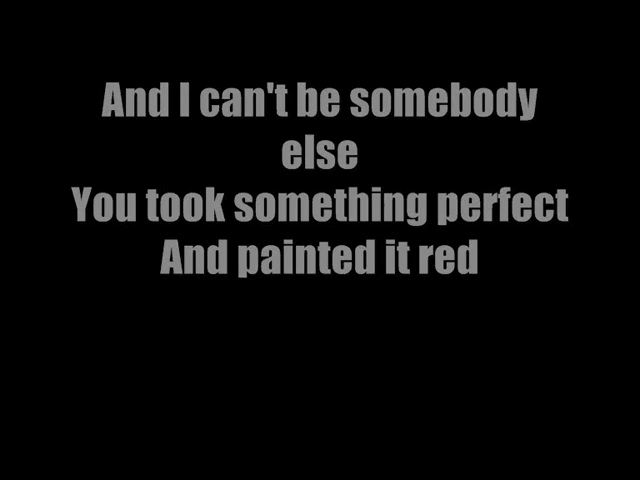 And I can't be somebody
else
You took something perfect
And painted it red